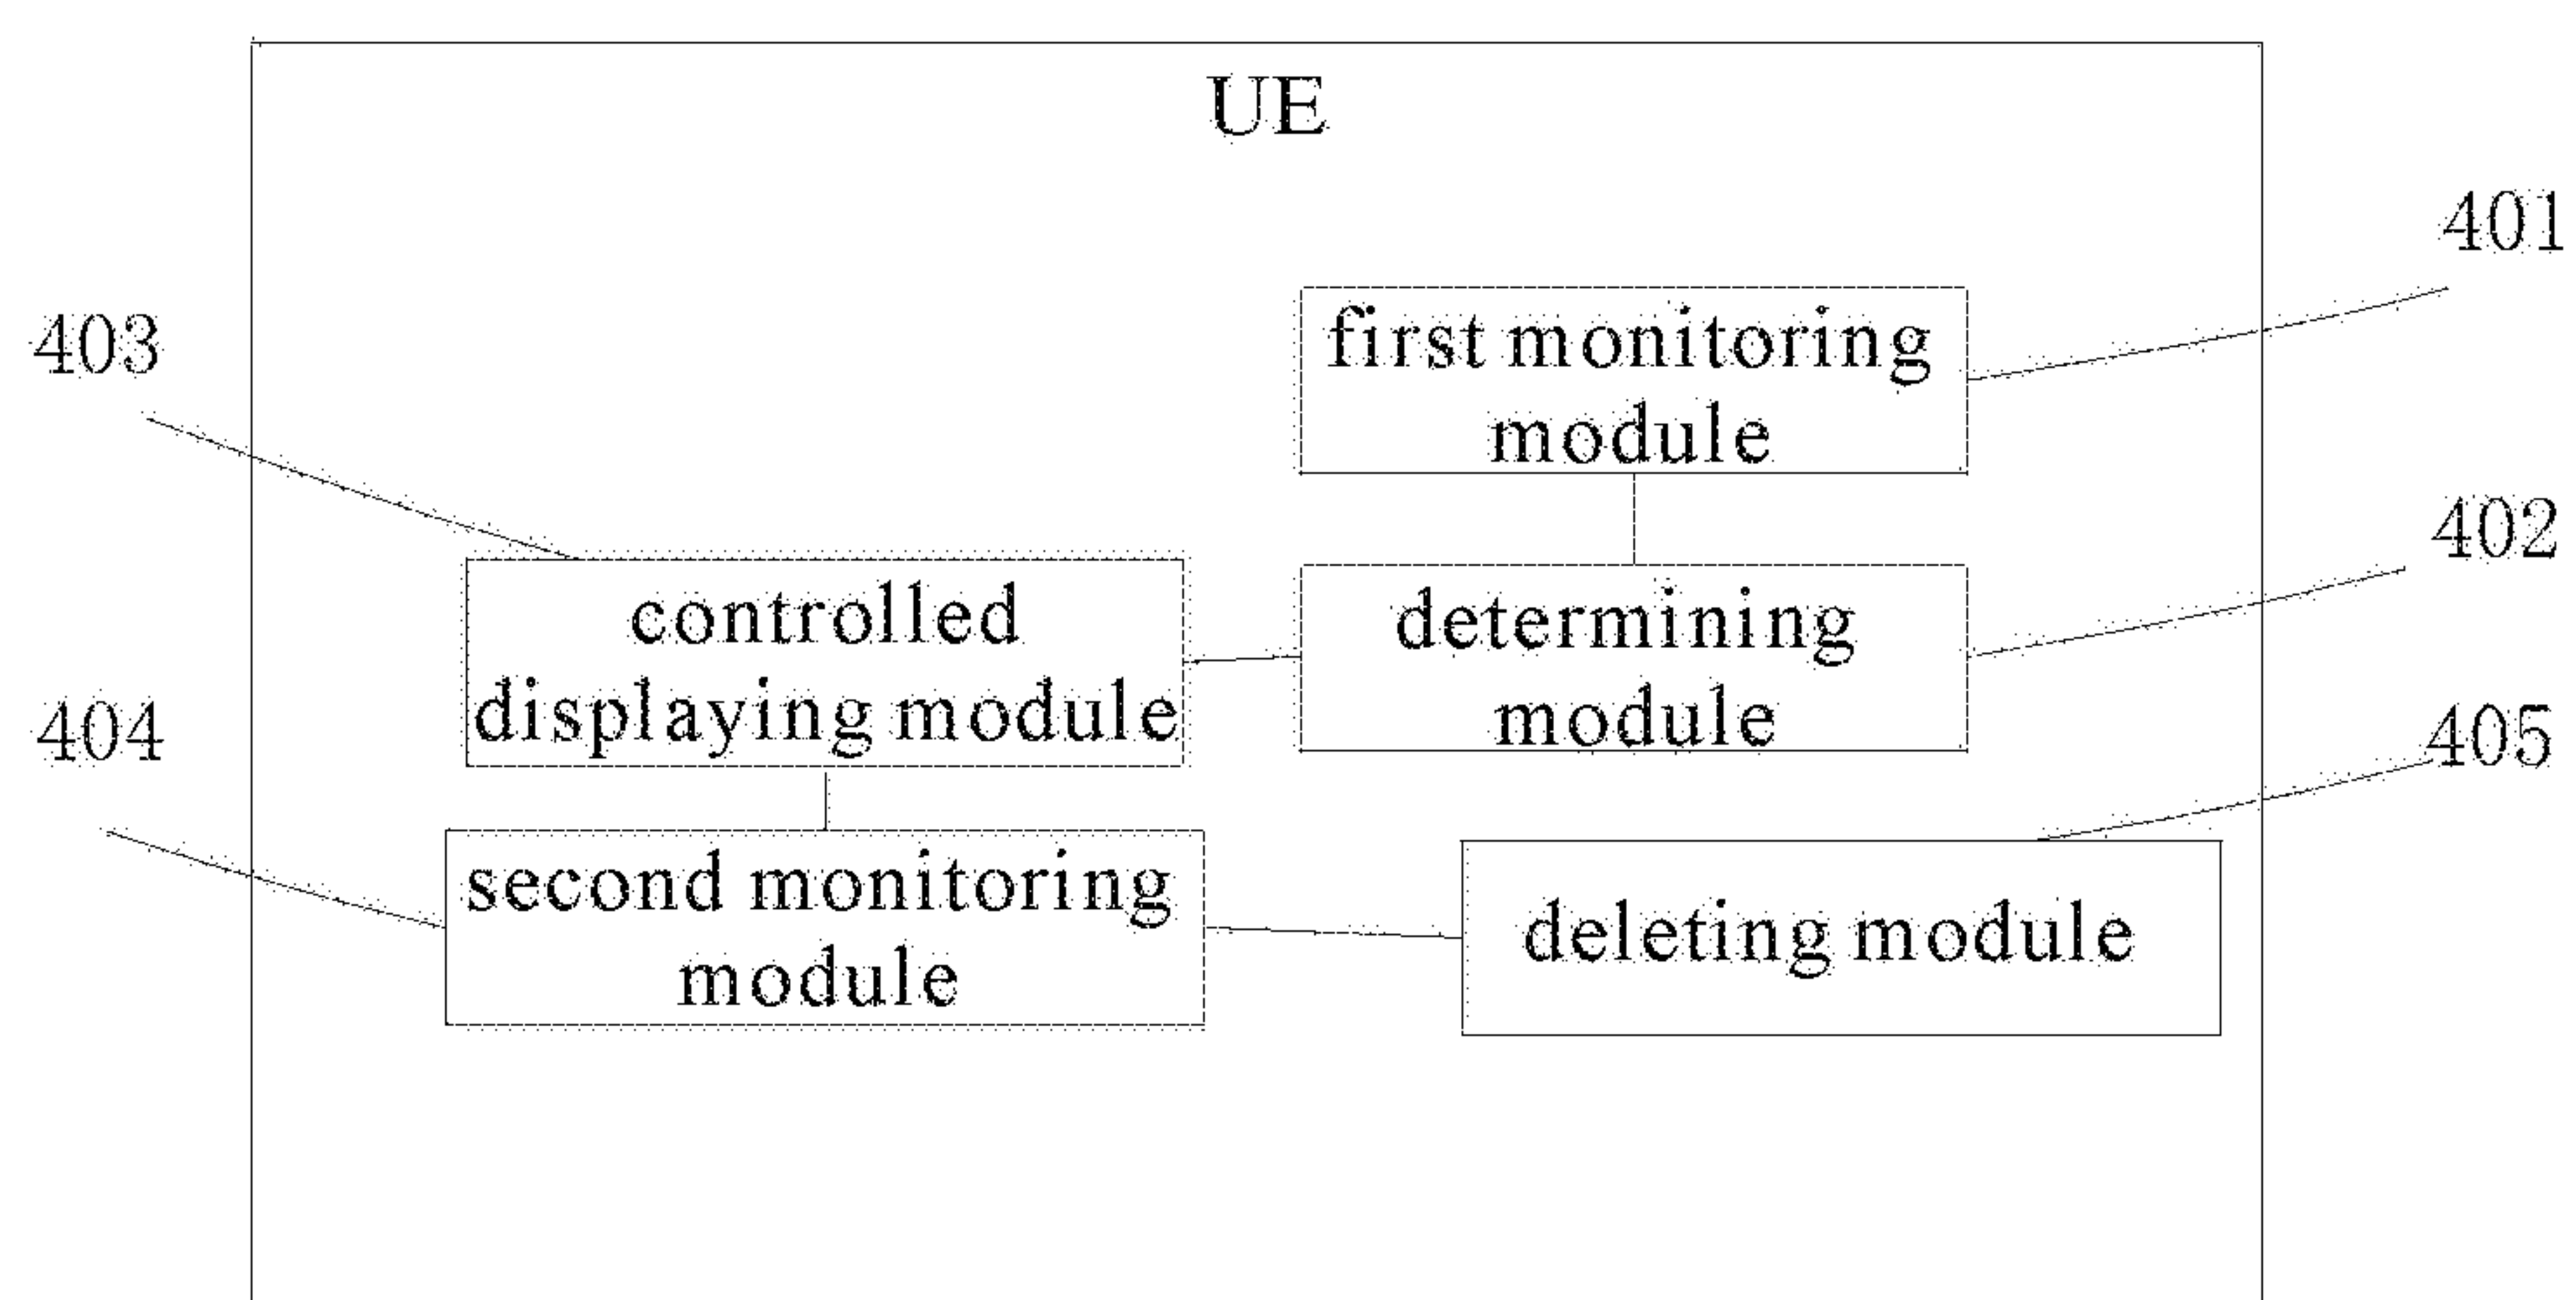 UE
401
first monitoring
module
403
402
controlled
displaying module
determining
module
404
405
second monitoring
module
deleting module